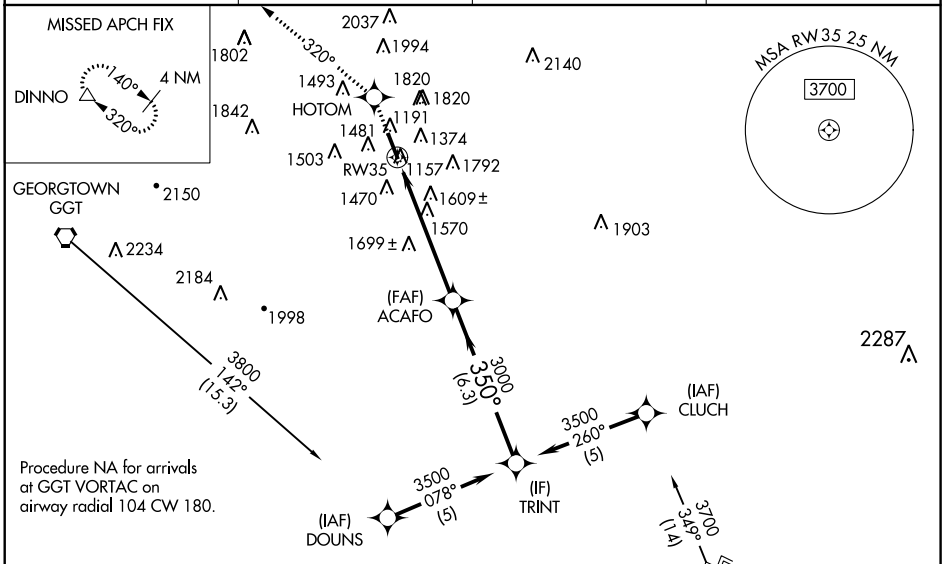 MISSED APCH FIX
DINNO
140°
4 NM
320°
320°
2037
1994
1802
1493
HOTOM
1820
1820
2140
1842
1191
1481
1374
1503
RW35
1157
1792
1470
1609±
1570
1699±
1903
MSA RW35 25 NM
3700
GEORGTOWN
GGT
2150
2234
2184
1998
(FAF)
ACAFO
2287
3800
142°
(15.3)
3000
350°
(6.3)
(IAF)
CLUCH
3500
260°
(5)
(IF)
TRINT
3500
078°
(5)
(IAF)
DOUNS
3700
349°
(14)
Procedure NA for arrivals
at GGT VORTAC on
airway radial 104 CW 180.